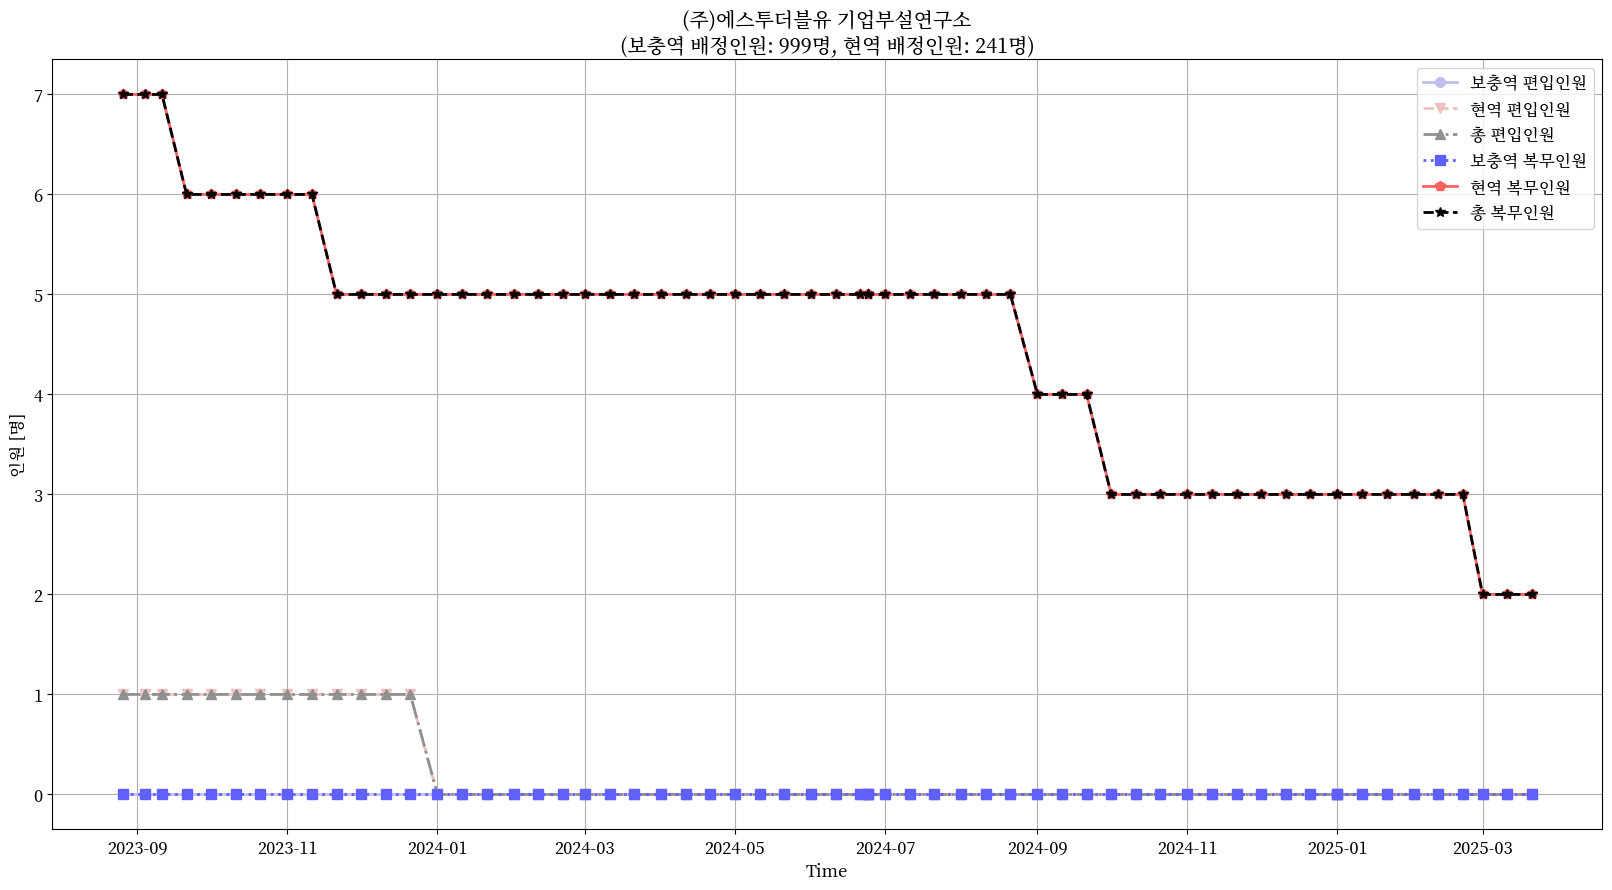 (주)에스투더블유 기업부설연구소
(보충역 배정인원: 999명, 현역 배정인원: 241명)
보충역 편입인원
현역 편입인원
총 편입인원
보충역 복무인원
현역 복무인원
총 복무인원
인원 [명]
7
6
5
4
3
2
1
0
2023-09
2023-11
2024-01
2024-03
2024-05
2024-07
2024-09
2024-11
2025-01
2025-03
Time